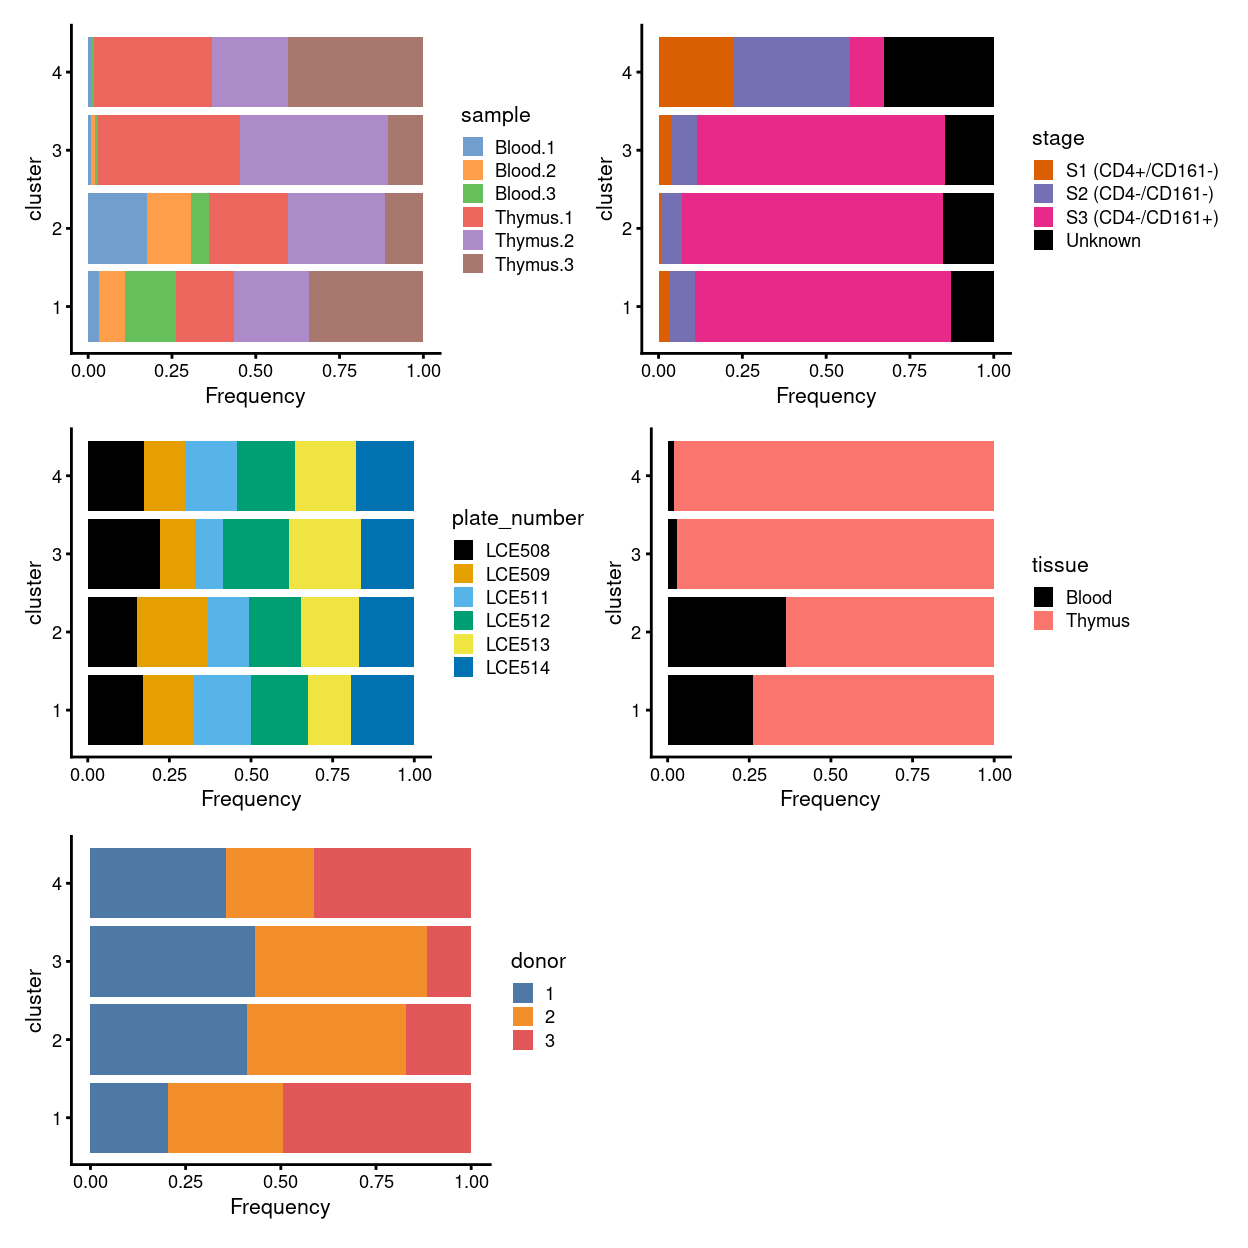 cluster
4
3
2
1
0.00 0.25 0.50 0.75 1.00
Frequency
sample
Blood.1
Blood.2
Blood.3
Thymus.1
Thymus.2
Thymus.3
cluster
4
3
2
1
0.00 0.25 0.50 0.75 1.00
Frequency
stage
S1 (CD4+/CD161-)
S2 (CD4-/CD161-)
S3 (CD4-/CD161+)
Unknown
cluster
4
3
2
1
0.00 0.25 0.50 0.75 1.00
Frequency
plate_number
LCE508
LCE509
LCE511
LCE512
LCE513
LCE514
cluster
4
3
2
1
0.00 0.25 0.50 0.75 1.00
Frequency
tissue
Blood
Thymus
cluster
4
3
2
1
0.00 0.25 0.50 0.75 1.00
Frequency
donor
1
2
3